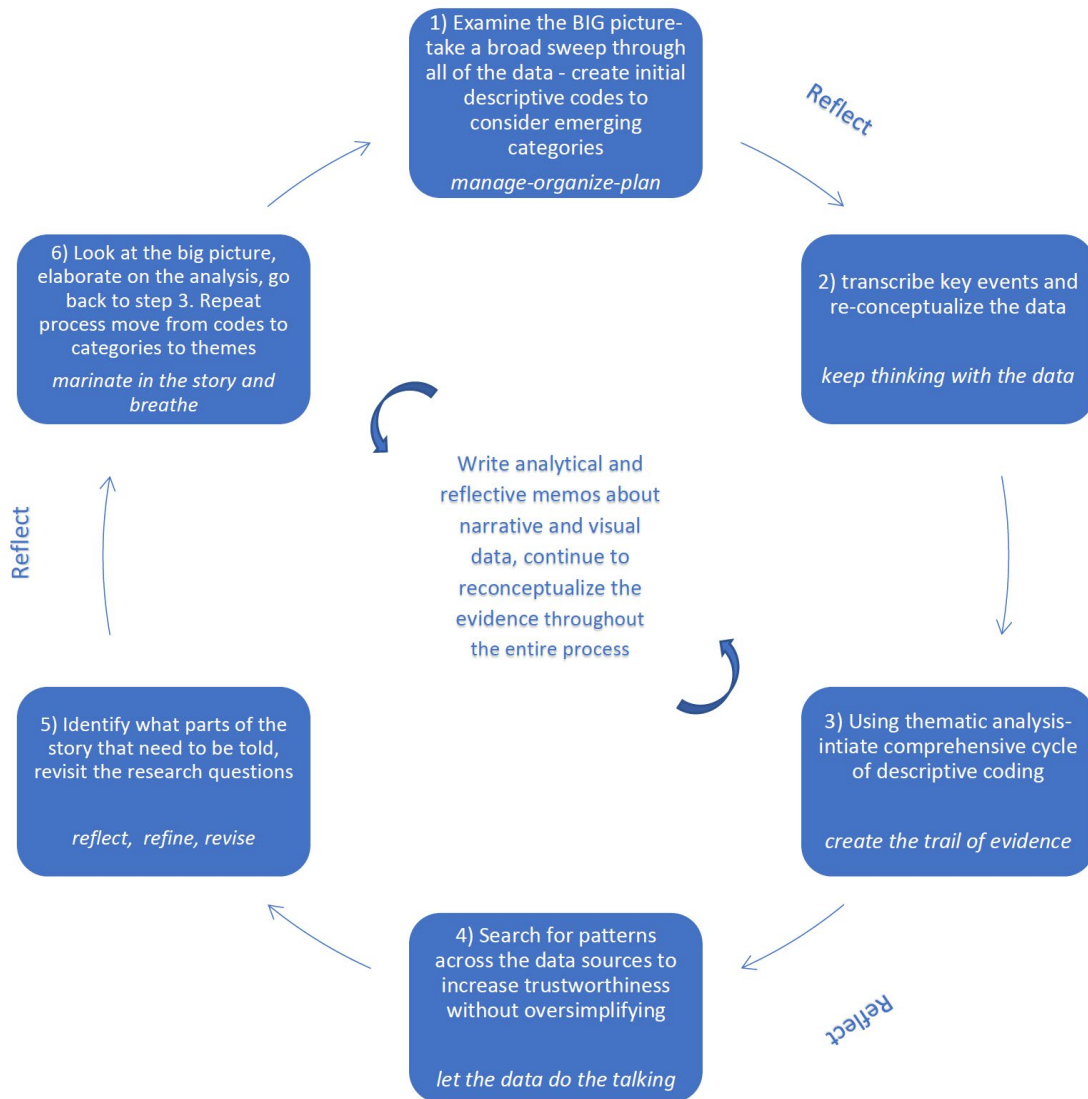 1) Examine the BIG picture-
take a broad sweep through
all of the data - create initial
descriptive codes to
consider emerging
categories
manage-organize-plan
Reflect
2) transcribe key events and
re-conceptualize the data
keep thinking with the data
3) Using thematic analysis-
intiate comprehensive cycle
of descriptive coding
create the trail of evidence
Reflect
4) Search for patterns
across the data sources to
increase trustworthiness
without oversimplifying
let the data do the talking
5) Identify what parts of the
story that need to be told,
revisit the research questions
reflect, refine, revise
Reflect
6) Look at the big picture,
elaborate on the analysis, go
back to step 3. Repeat
process move from codes to
categories to themes
marinate in the story and
breathe
Write analytical and
reflective memos about
narrative and visual
data, continue to
reconceptualize the
evidence throughout
the entire process